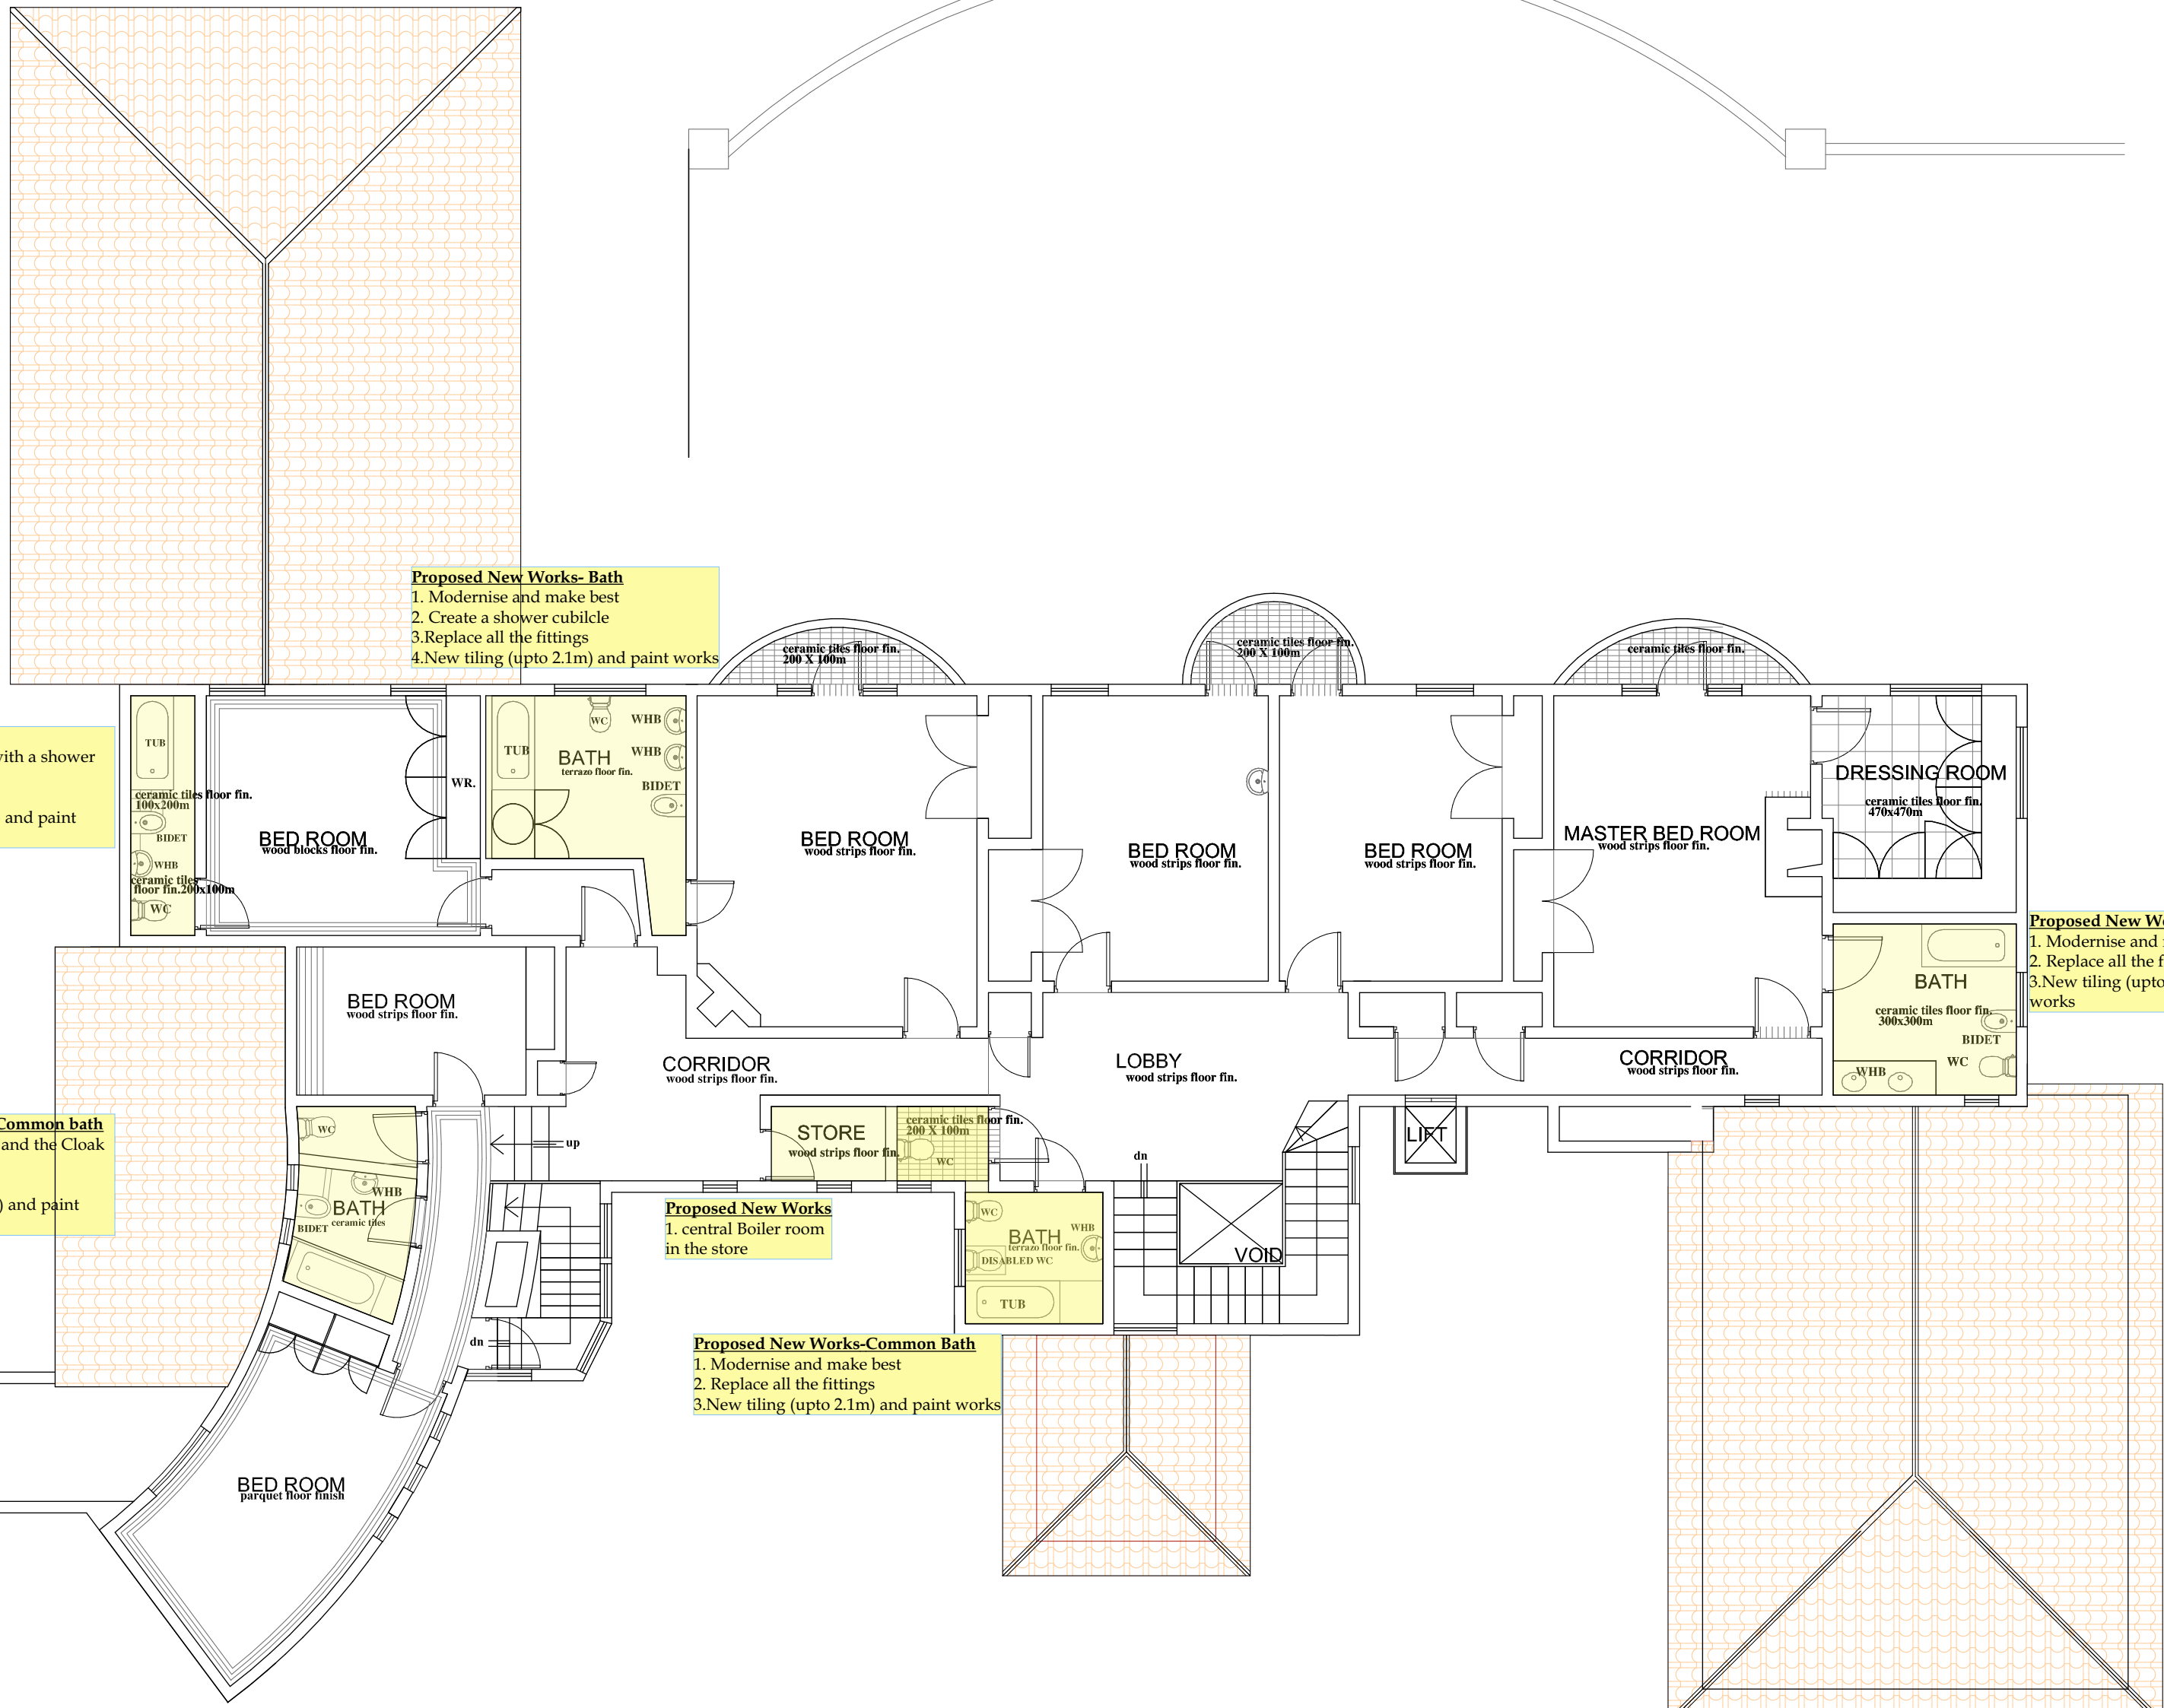 Proposed New Works- Bath
1. Modernise and make best
2. Create a shower cubilcle
3.Replace all the fittings
4.New tiling (upto 2.1m) and paint works
ceramic tiles floor fin.
200 X 100m
ceramic tiles floor fin.
200 X 100m
ceramic tiles floor fin.
with a shower
and paint
TUB
ceramic tiles floor fin.
100x200m
BIDET
WHB
ceramic tiles
floor fin.200x100m
WC
BED ROOM
wood blocks floor fin.
WR.
TUB
WC
WHB
WHB
BATH
terrazo floor fin.
BIDET
BED ROOM
wood strips floor fin.
BED ROOM
wood strips floor fin.
BED ROOM
wood strips floor fin.
MASTER BED ROOM
wood strips floor fin.
DRESSING ROOM
ceramic tiles floor fin.
470x470m
Proposed New
1. Modernise and
2. Replace all the
3.New tiling (upto
works
BATH
ceramic tiles floor fin.
300x300m
BIDET
WC
WHB
BED ROOM
wood strips floor fin.
CORRIDOR
wood strips floor fin.
LOBBY
wood strips floor fin.
CORRIDOR
wood strips floor fin.
Common bath
and the Cloak
) and paint
WC
WHB
BATH
ceramic tiles
BIDET
up
STORE
wood strips floor fin.
ceramic tiles floor fin.
200 X 100m
WC
dn
LIFT
Proposed New Works
1. central Boiler room
in the store
WC
BATH
WHB
terrazo floor fin.
DISABLED WC
TUB
VOID
dn
Proposed New Works-Common Bath
1. Modernise and make best
2. Replace all the fittings
3.New tiling (upto 2.1m) and paint works
BED ROOM
parquet floor finish